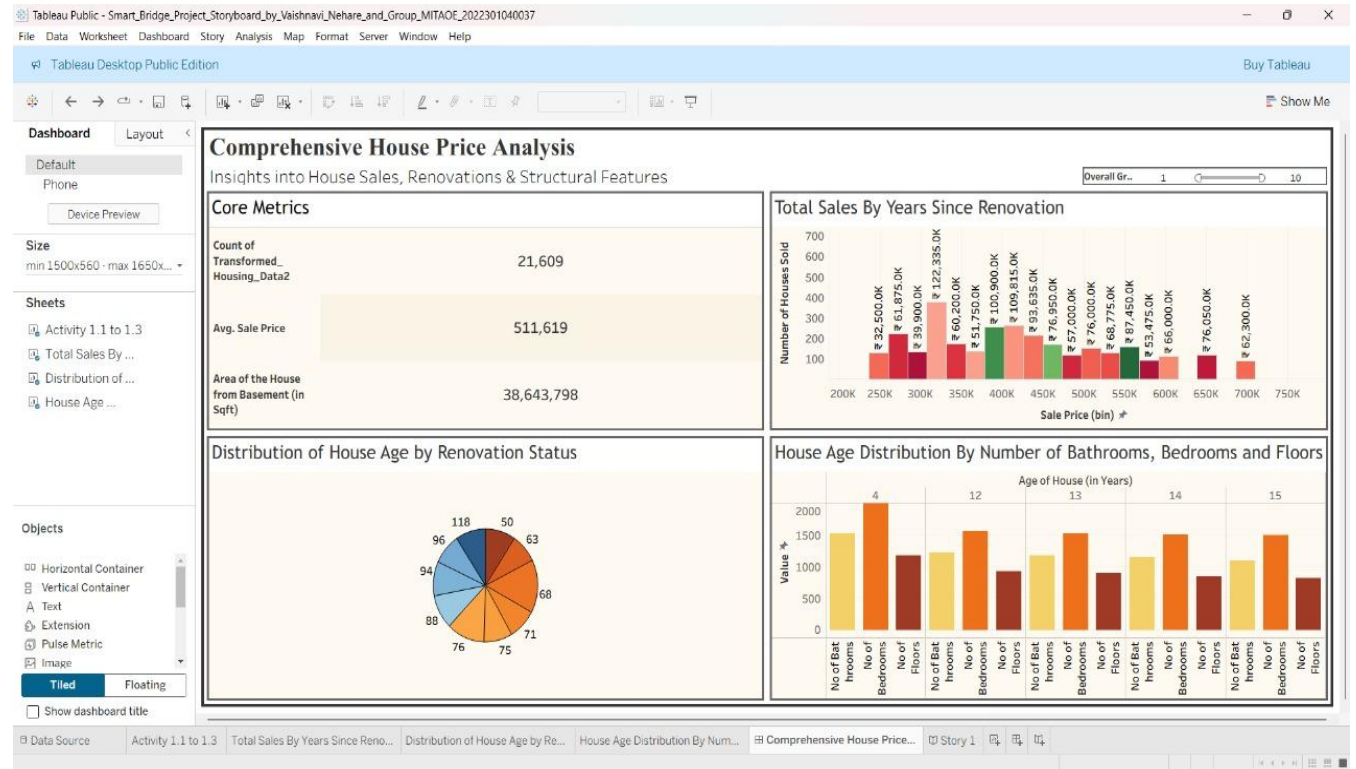 Tableau Public - Smart_Bridge_Project_Storyboard_by_Vaishnavi_Nehare_and_Group_MITAOE_2022301040037
File Data Worksheet Dashboard Story Analysis Map Format Server Window Help
Tableau Desktop Public Edition
Buy Tableau
Show Me
Dashboard Layout
Default
Phone
Device Preview
Size
min 1500x560 - max 1650x...
Sheets
Activity 1.1 to 1.3
Total Sales By ...
Distribution of ...
House Age ...
Objects
Horizontal Container
Vertical Container
A Text
Extension
Pulse Metric
Image
Tiled Floating
Show dashboard title
Comprehensive House Price Analysis
Insights into House Sales, Renovations & Structural Features
Overall Gr.. 1 10
Core Metrics
Count of
Transformed_
Housing_Data2
21,609
Avg. Sale Price
511,619
Area of the House
from Basement (in
Sqft)
38,643,798
Total Sales By Years Since Renovation
Number of Houses Sold
700
600
500
400
300
200
100
₹ 32,500.0K
₹ 61,875.0K
₹ 39,900.0K
₹ 122,335.0K
₹ 60,200.0K
₹ 51,750.0K
₹ 100,900.0K
₹ 109,815.0K
₹ 93,635.0K
₹ 76,950.0K
₹ 57,000.0K
₹ 76,000.0K
₹ 68,775.0K
₹ 87,450.0K
₹ 53,475.0K
₹ 66,000.0K
₹ 76,050.0K
₹ 62,300.0K
200K 250K 300K 350K 400K 450K 500K 550K 600K 650K 700K 750K
Sale Price (bin)
Distribution of House Age by Renovation Status
118 50
96 63
94
68
88
71
76 75
House Age Distribution By Number of Bathrooms, Bedrooms and Floors
Age of House (in Years)
4 12 13 14 15
Value
2000
1500
1000
500
0
No of Bat
hrooms
No of
Bedrooms
No of
Floors
No of Bat
hrooms
No of
Bedrooms
No of
Floors
No of Bat
hrooms
No of
Bedrooms
No of
Floors
No of Bat
hrooms
No of
Bedrooms
No of
Floors
No of Bat
hrooms
No of
Bedrooms
No of
Floors
Data Source Activity 1.1 to 1.3 Total Sales By Years Since Reno... Distribution of House Age by Re... House Age Distribution By Num... Comprehensive House Price... Story 1